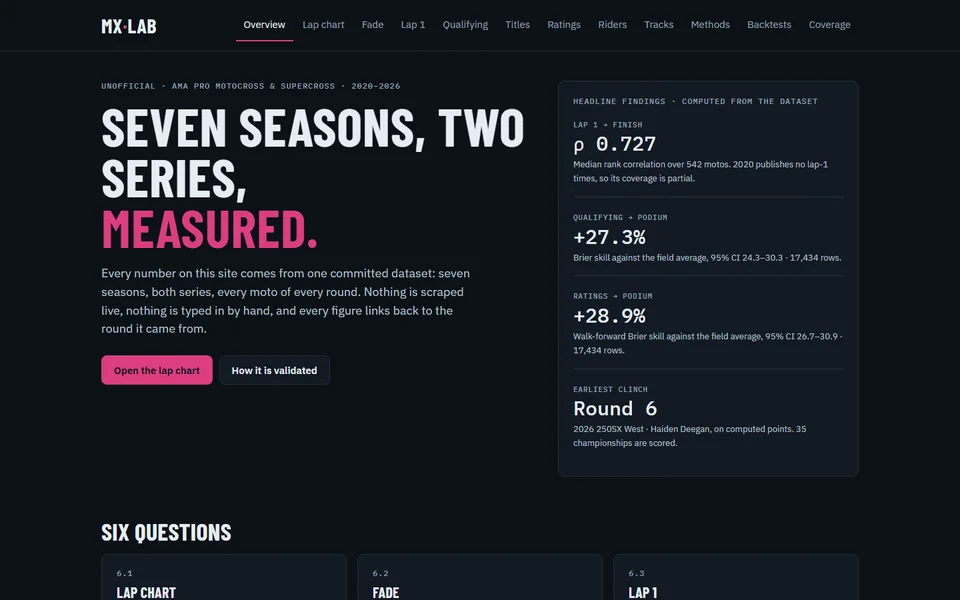 MX·LAB
Overview
Lap chart
Fade
Lap 1
Qualifying
Titles
Ratings
Riders
Tracks
Methods
Backtests
Coverage
UNOFFICIAL · AMA PRO MOTOCROSS & SUPERCROSS · 2020–2026
SEVEN SEASONS, TWO
SERIES,
MEASURED.
Every number on this site comes from one committed dataset: seven
seasons, both series, every moto of every round. Nothing is scraped
live, nothing is typed in by hand, and every figure links back to the
round it came from.
Open the lap chart
How it is validated
HEADLINE FINDINGS · COMPUTED FROM THE DATASET
LAP 1 → FINISH
ρ 0.727
Median rank correlation over 542 motos. 2020 publishes no lap-1
times, so its coverage is partial.
QUALIFYING → PODIUM
+27.3%
Brier skill against the field average, 95% CI 24.3–30.3 · 17,434 rows.
RATINGS → PODIUM
+28.9%
Walk-forward Brier skill against the field average, 95% CI 26.7–30.9 ·
17,434 rows.
EARLIEST CLINCH
Round 6
2026 250SX West · Haiden Deegan, on computed points. 35
championships are scored.
SIX QUESTIONS
6.1
LAP CHART
6.2
FADE
6.3
LAP 1